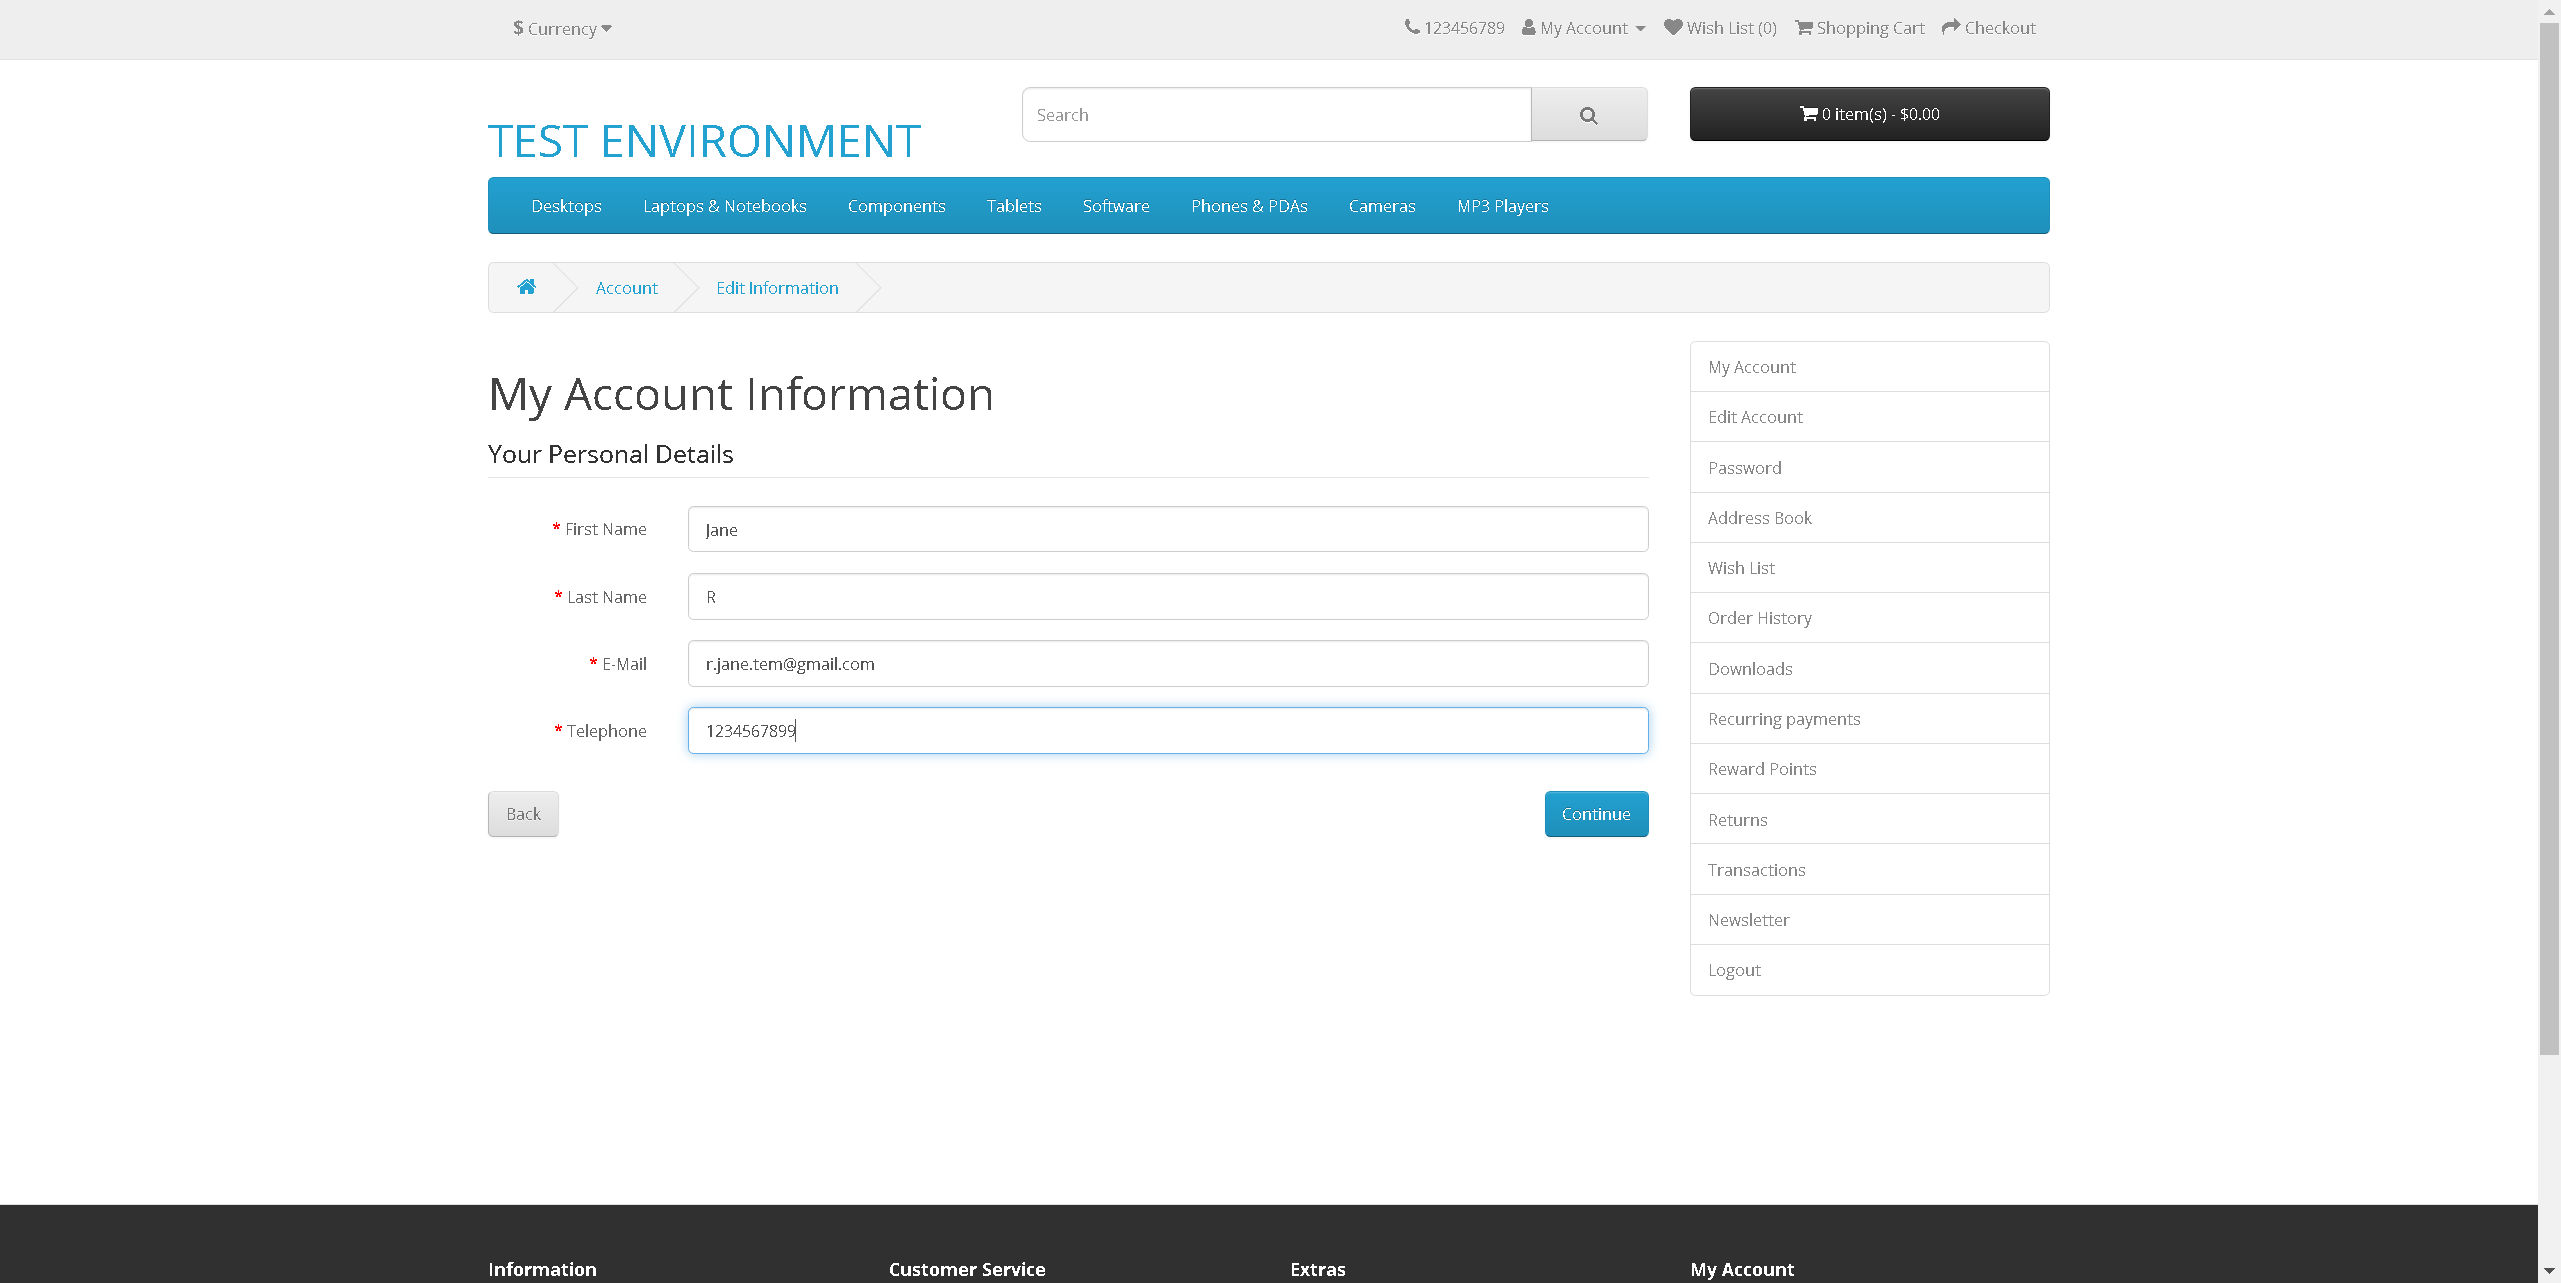 $ Currency
123456789 My Account Wish List (0) Shopping Cart Checkout
TEST ENVIRONMENT
Search
0 item(s) - $0.00
Desktops Laptops & Notebooks Components Tablets Software Phones & PDAs Cameras MP3 Players
Account Edit Information
My Account Information
Your Personal Details
* First Name Jane
* Last Name R
* E-Mail r.jane.tem@gmail.com
* Telephone 1234567899
Back Continue
My Account
Edit Account
Password
Address Book
Wish List
Order History
Downloads
Recurring payments
Reward Points
Returns
Transactions
Newsletter
Logout
Information Customer Service Extras My Account